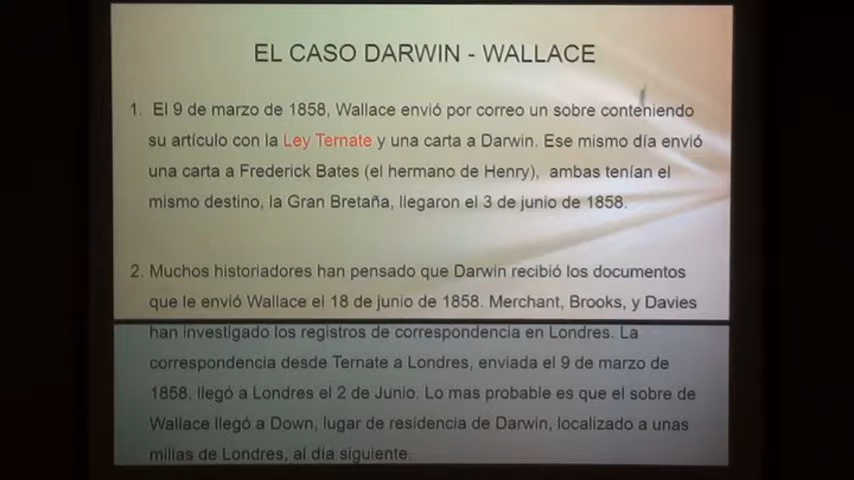 EL CASO DARWIN - WALLACE
1. El 9 de marzo de 1858, Wallace envió por correo un sobre conteniendo
su artículo con la Ley Ternate y una carta a Darwin. Ese mismo día envió
una carta a Frederick Bates (el hermano de Henry), ambas tenían el
mismo destino, la Gran Bretaña, llegaron el 3 de junio de 1858.
2. Muchos historiadores han pensado que Darwin recibió los documentos
que le envió Wallace el 18 de junio de 1858. Merchant, Brooks, y Davies
han investigado los registros de correspondencia en Londres. La
correspondencia desde Ternate a Londres, enviada el 9 de marzo de
1858, llegó a Londres el 2 de Junio. Lo mas probable es que el sobre de
Wallace llegó a Down, lugar de residencia de Darwin, localizado a unas
millas de Londres, al día siguiente.